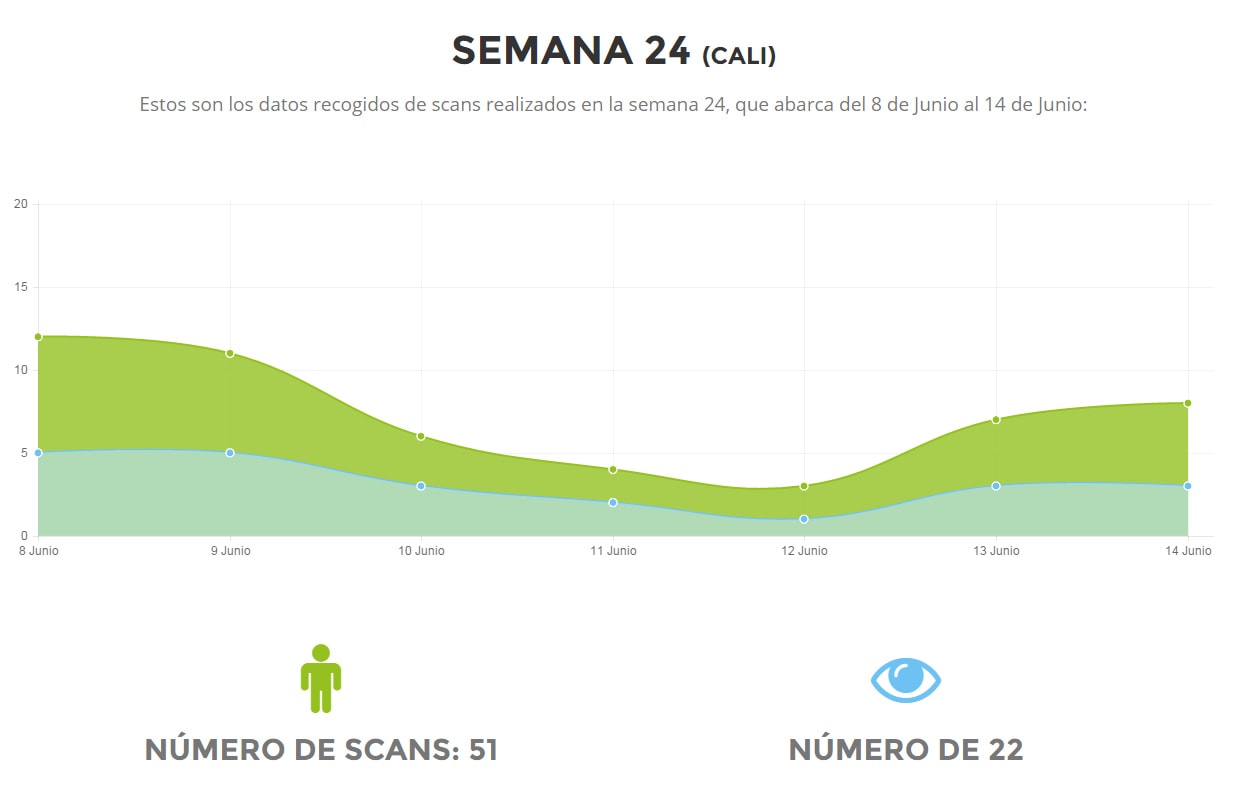 SEMANA 24 (CALI)
Estos son los datos recogidos de scans realizados en la semana 24, que abarca del 8 de Junio al 14 de Junio:
20
15
10
5
0
8 Junio 9 Junio 10 Junio 11 Junio 12 Junio 13 Junio 14 Junio
NÚMERO DE SCANS: 51 NÚMERO DE 22